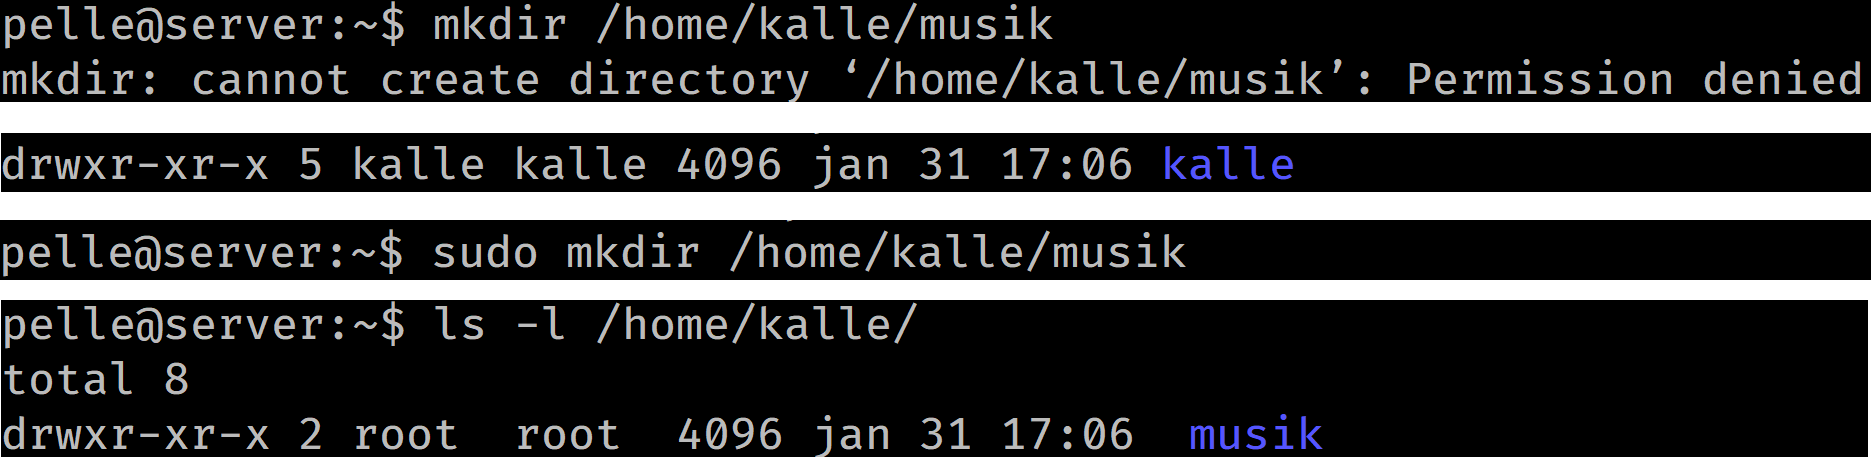 pelle@server:~$ mkdir /home/kalle/musik
mkdir: cannot create directory ‘/home/kalle/musik’: Permission denied
drwxr-xr-x 5 kalle kalle 4096 jan 31 17:06 kalle
pelle@server:~$ sudo mkdir /home/kalle/musik
pelle@server:~$ ls -l /home/kalle/
total 8
drwxr-xr-x 2 root  root  4096 jan 31 17:06  musik